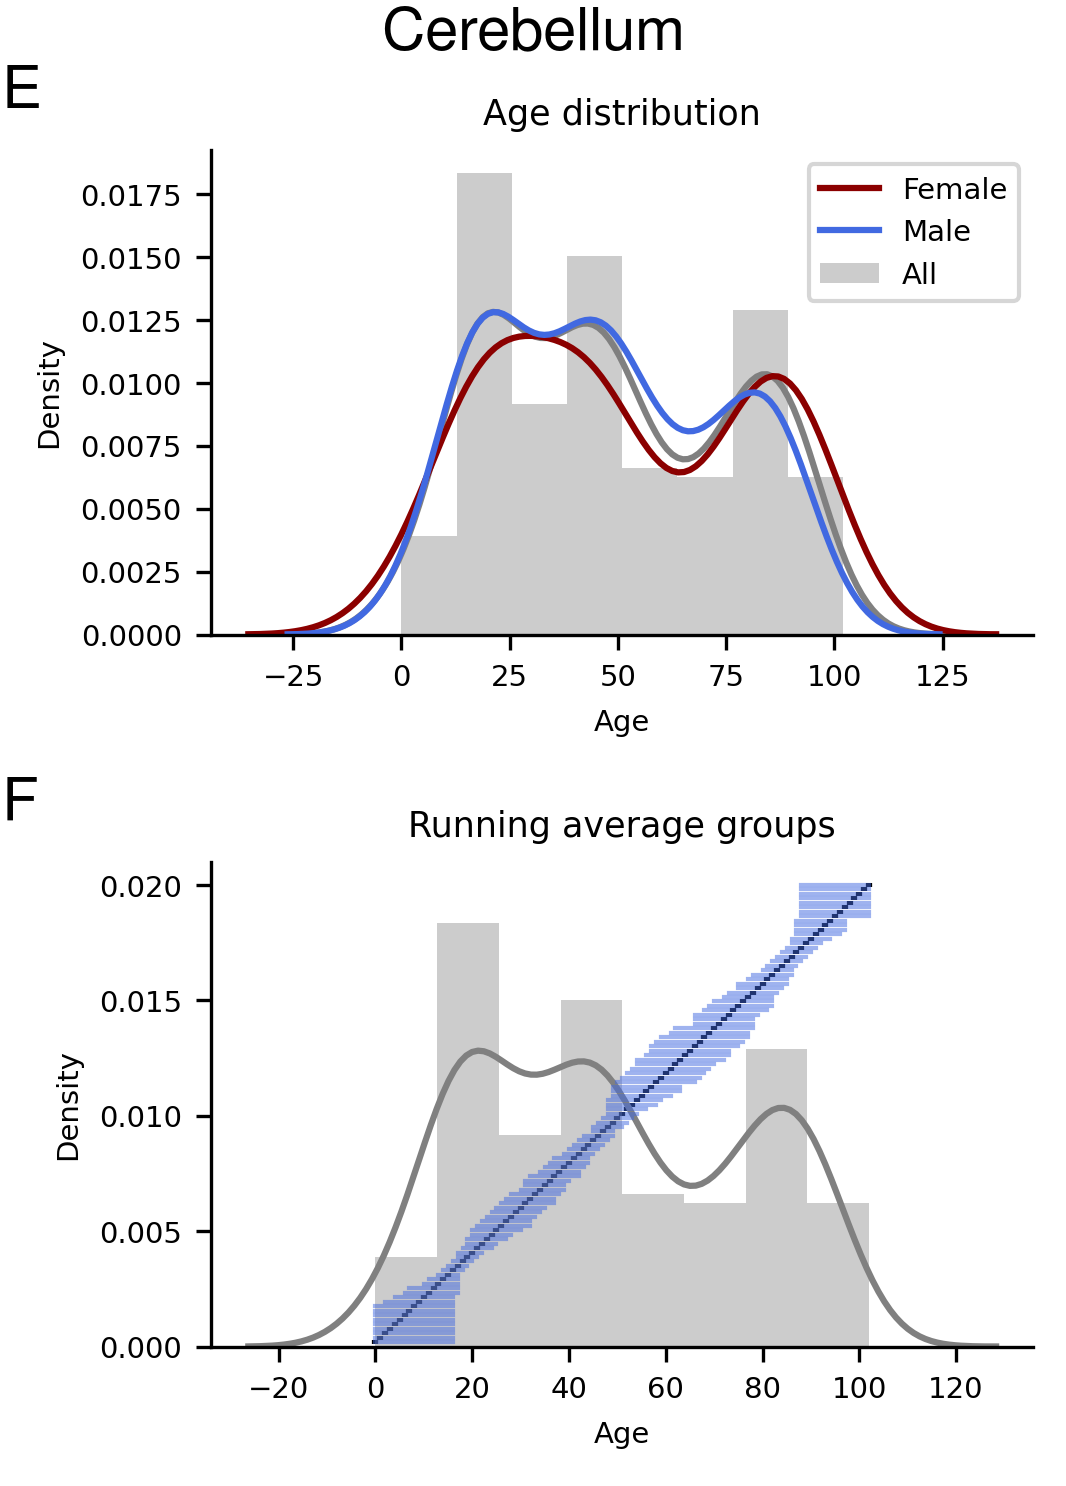 Cerebellum
E
Age distribution
Female
Male
All
Density
0.0175
0.0150
0.0125
0.0100
0.0075
0.0050
0.0025
0.0000
−25 0 25 50 75 100 125
Age
F
Running average groups
Density
0.020
0.015
0.010
0.005
0.000
−20 0 20 40 60 80 100 120
Age